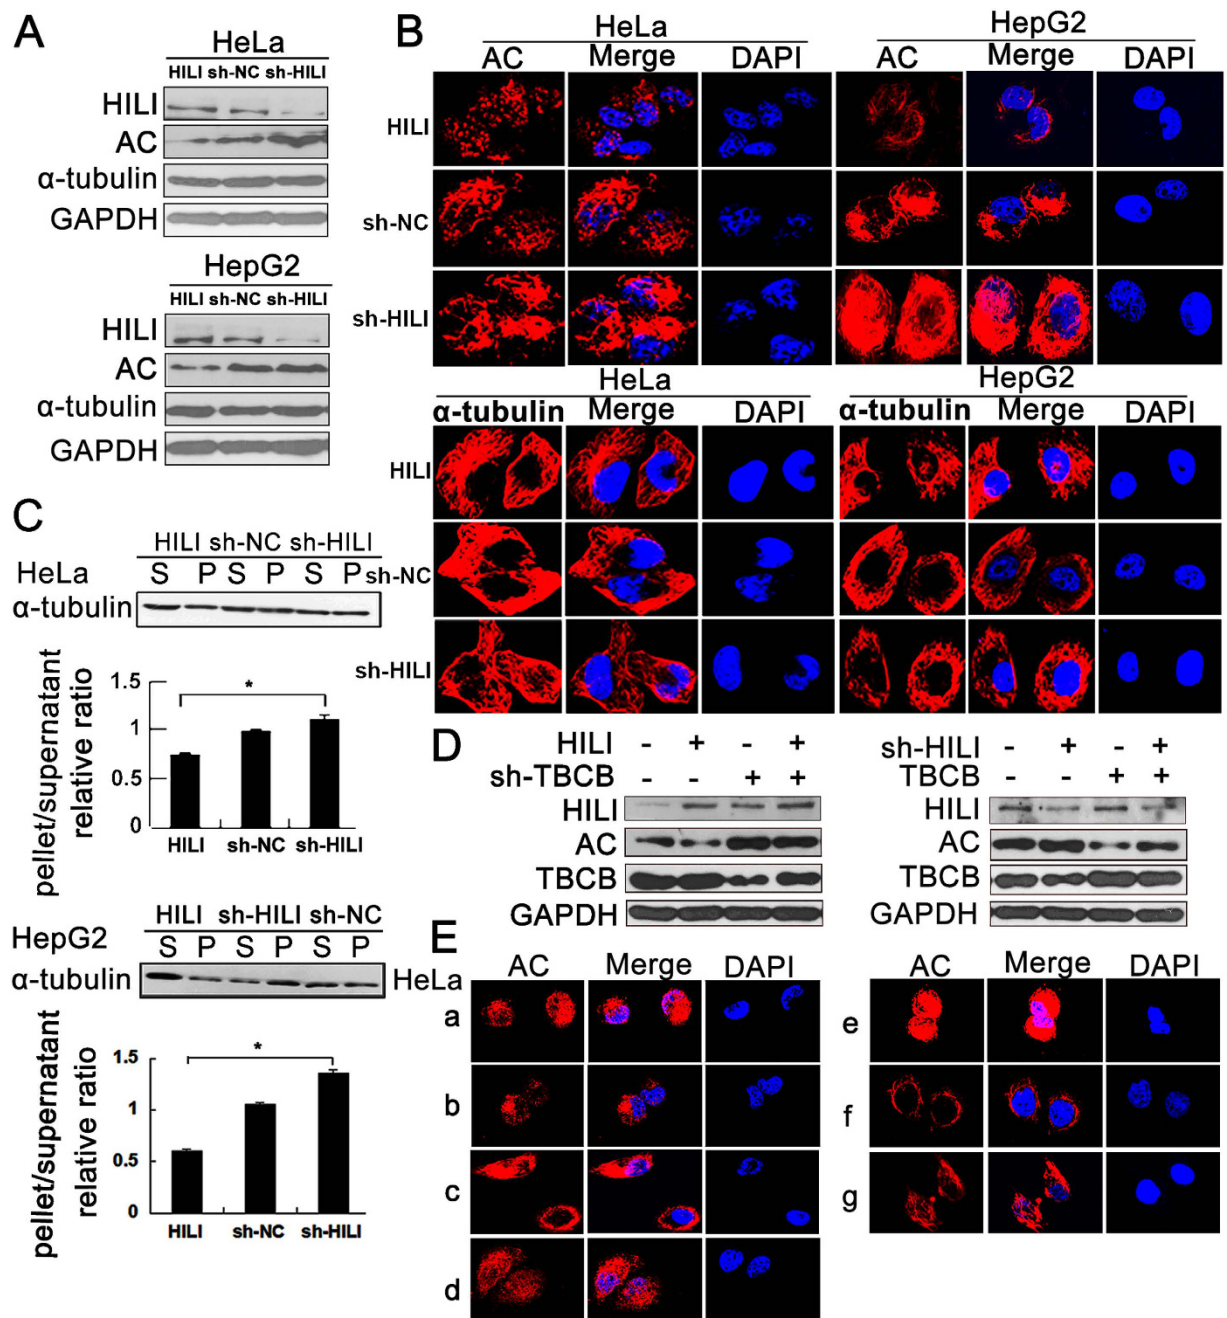 A
HeLa
HILI sh-NC sh-HILI
HILI
AC
α-tubulin
GAPDH
HepG2
HILI sh-NC sh-HILI
HILI
AC
α-tubulin
GAPDH
B
HeLa
HepG2
AC Merge DAPI
AC Merge DAPI
HILI
sh-NC
sh-HILI
HeLa
HepG2
α-tubulin Merge DAPI
α-tubulin Merge DAPI
HILI
sh-NC
sh-HILI
C
HILI sh-NC sh-HILI
HeLa
S P S P S P
α-tubulin
pellet/supernatant
relative ratio
1.5
1
0.5
0
*
HILI sh-NC sh-HILI
HILI sh-HILI sh-NC
HepG2
S P S P S P
α-tubulin
pellet/supernatant
relative ratio
1.5
1
0.5
0
*
HILI sh-NC sh-HILI
D
HILI - + - +
sh-TBCB - - + +
HILI
AC
TBCB
GAPDH
sh-HILI - + - +
TBCB - - + +
HILI
AC
TBCB
GAPDH
E
HeLa
AC Merge DAPI
a
b
c
d
AC Merge DAPI
e
f
g